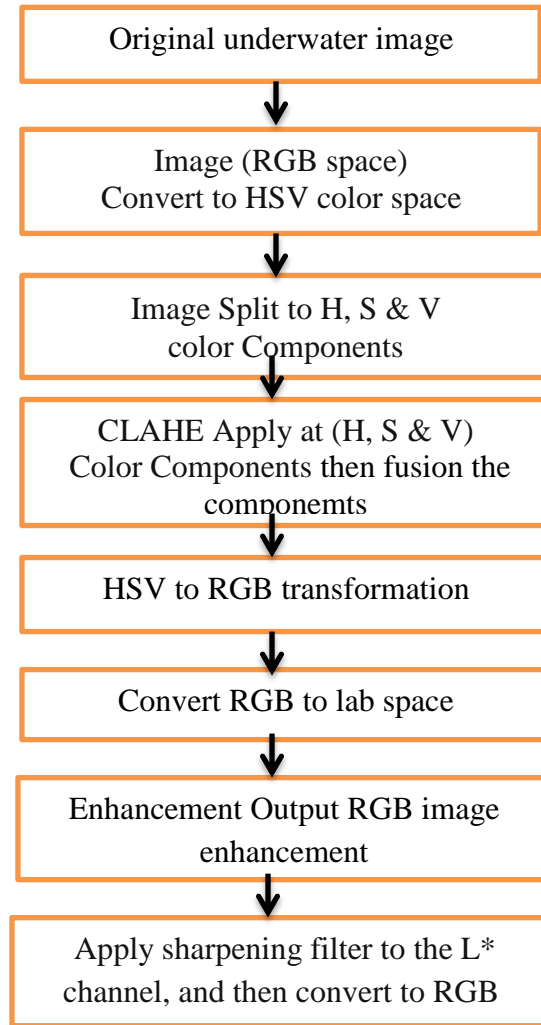 Original underwater image
Image (RGB space)
Convert to HSV color space
Image Split to H, S & V
color Components
CLAHE Apply at (H, S & V)
Color Components then fusion the
componemts
HSV to RGB transformation
Convert RGB to lab space
Enhancement Output RGB image
enhancement
Apply sharpening filter to the L*
channel, and then convert to RGB